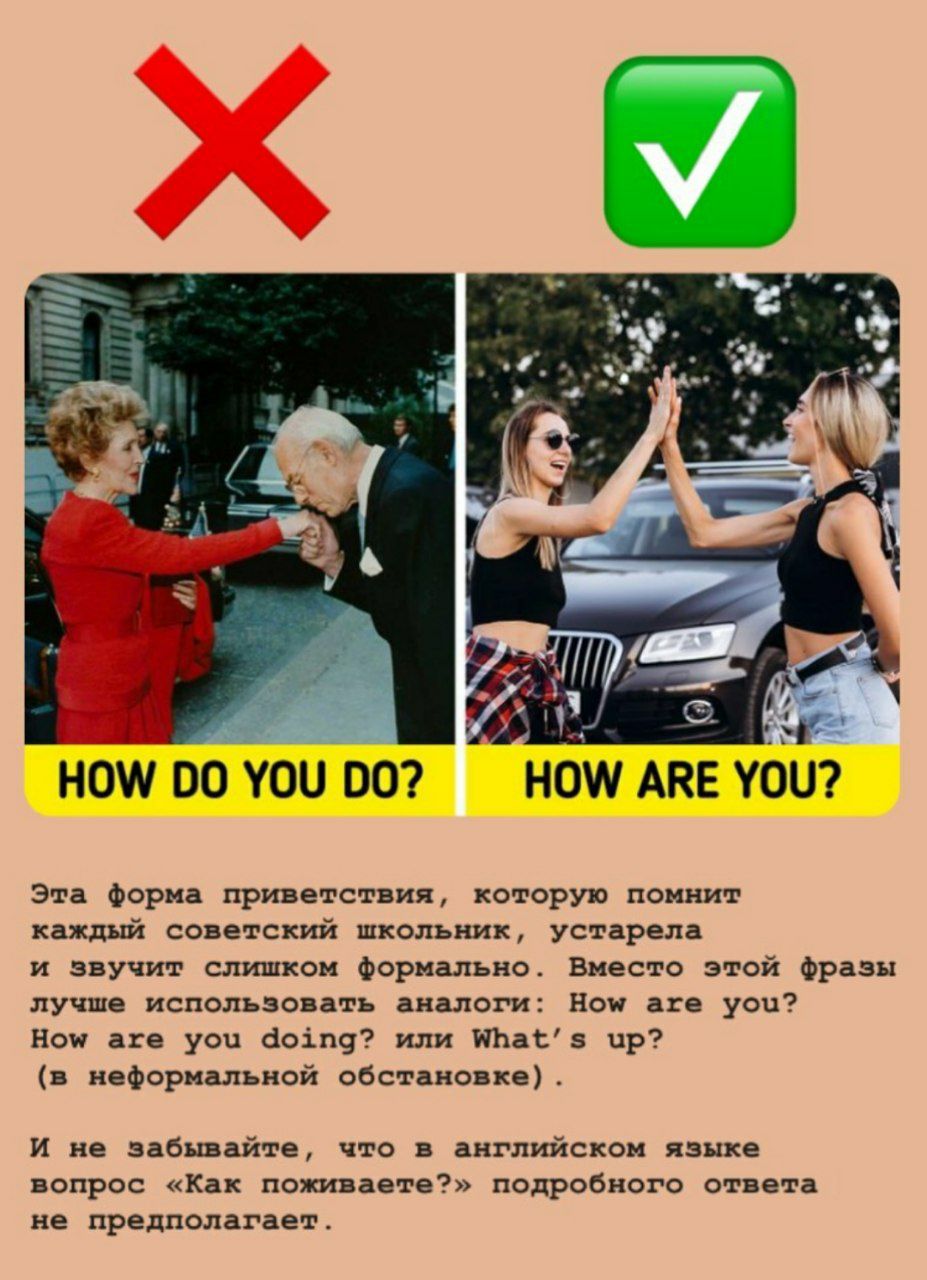 HOW DO YOU DO?
HOW ARE YOU?
Эта форма приветствия, которую помнит
каждый советский школьник, устарела
и звучит слишком формально. Вместо этой фразы
лучше использовать аналоги: How are you?
How are you doing? или What’s up?
(в неформальной обстановке).
И не забывайте, что в английском языке
вопрос «Как поживаете?» подробного ответа
не предполагает.